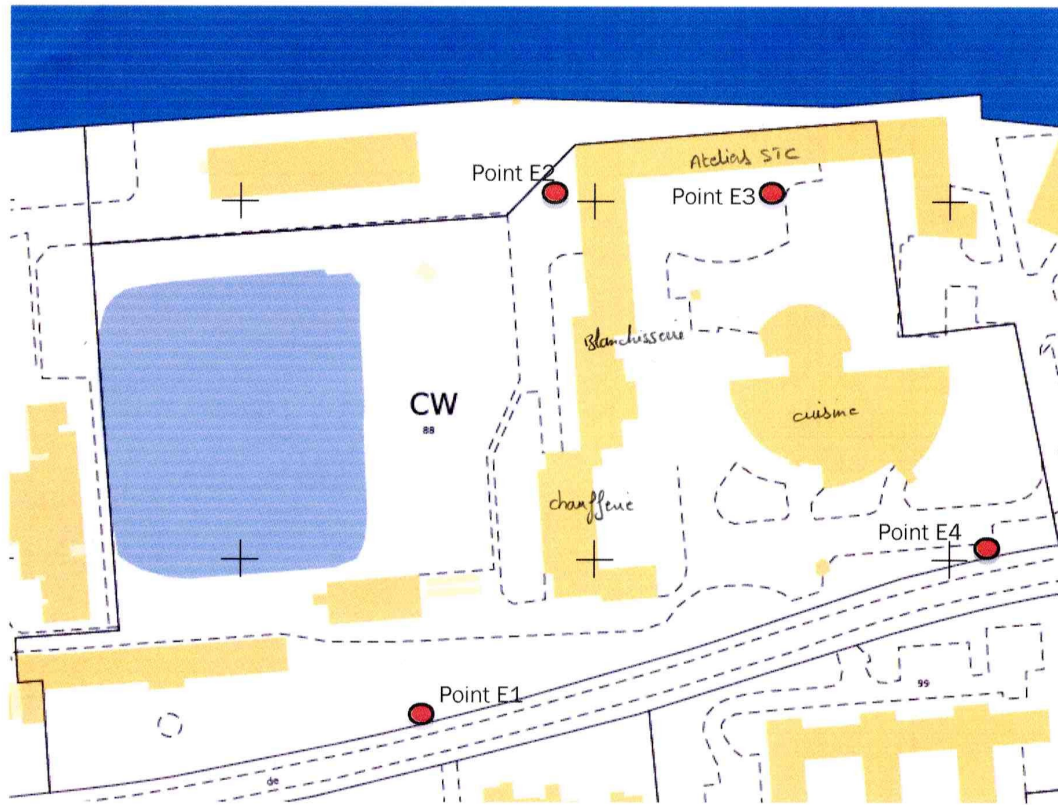 Ateliers STC
Point E2
Point E3
Blanchisserie
CW
88
cuisine
chaufferie
Point E4
99
Point E1
de